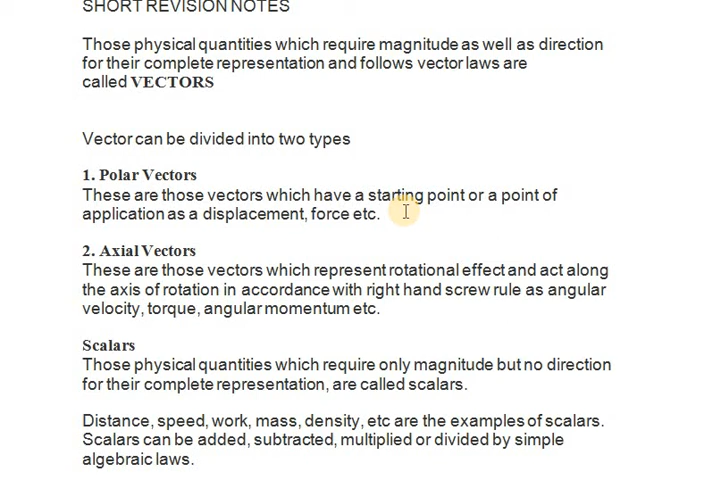 SHORT REVISION NOTES
Those physical quantities which require magnitude as well as direction
for their complete representation and follows vector laws are
called VECTORS
Vector can be divided into two types
1. Polar Vectors
These are those vectors which have a starting point or a point of
application as a displacement, force etc.
2. Axial Vectors
These are those vectors which represent rotational effect and act along
the axis of rotation in accordance with right hand screw rule as angular
velocity, torque, angular momentum etc.
Scalars
Those physical quantities which require only magnitude but no direction
for their complete representation, are called scalars.
Distance, speed, work, mass, density, etc are the examples of scalars.
Scalars can be added, subtracted, multiplied or divided by simple
algebraic laws.